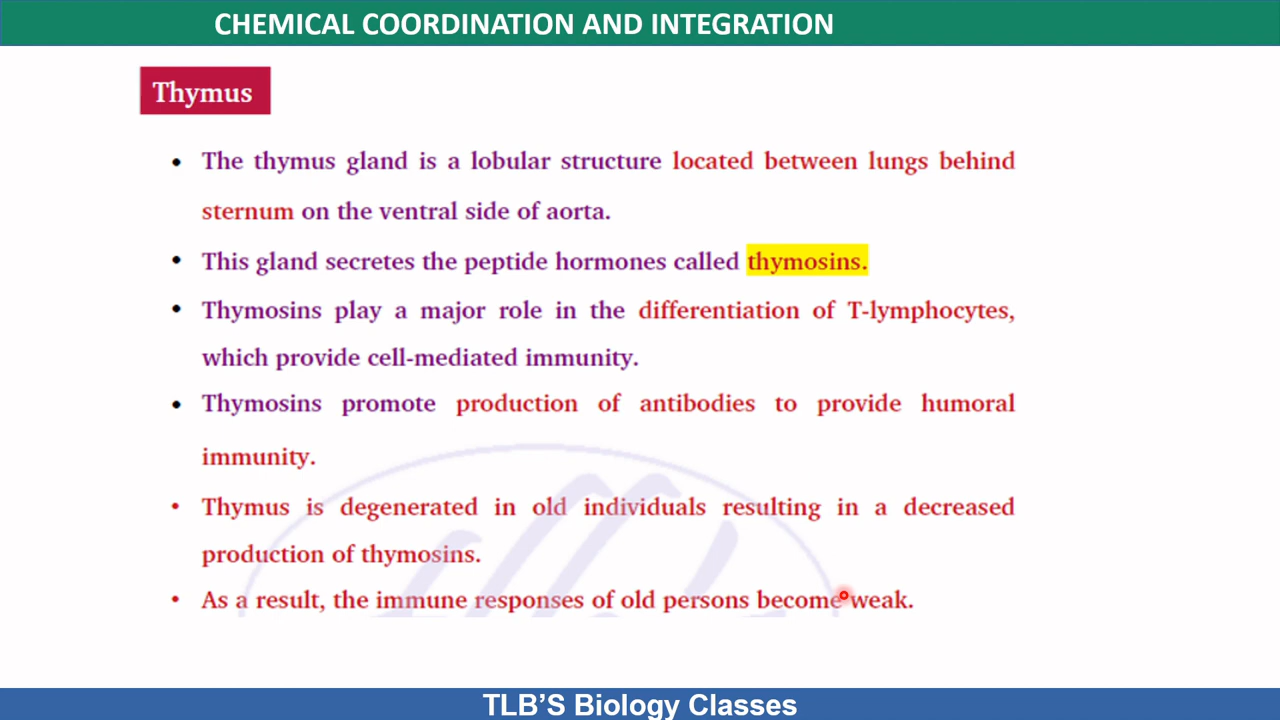 CHEMICAL COORDINATION AND INTEGRATION
Thymus
• The thymus gland is a lobular structure located between lungs behind
sternum on the ventral side of aorta.
• This gland secretes the peptide hormones called thymosins.
• Thymosins play a major role in the differentiation of T-lymphocytes,
which provide cell-mediated immunity.
• Thymosins promote production of antibodies to provide humoral
immunity.
• Thymus is degenerated in old individuals resulting in a decreased
production of thymosins.
• As a result, the immune responses of old persons become weak.
TLB’S Biology Classes